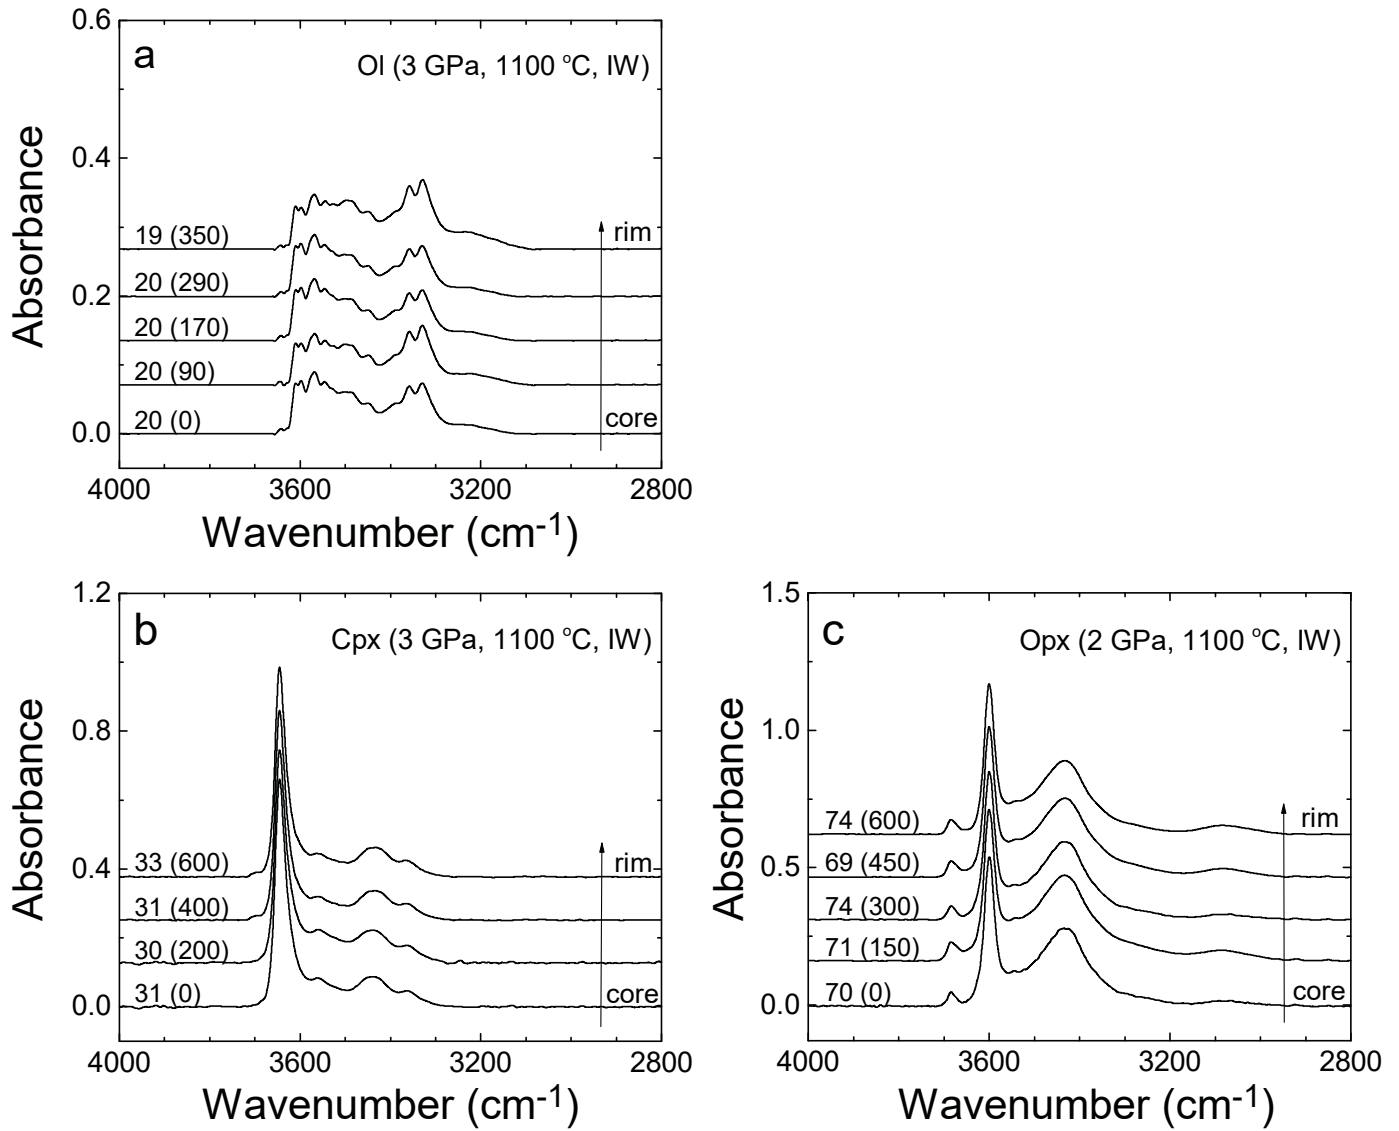 a
Ol (3 GPa, 1100 °C, IW)
Absorbance
0.6
0.4
0.2
0.0
19 (350)
rim
20 (290)
20 (170)
20 (90)
20 (0)
core
4000 3600 3200 2800
Wavenumber (cm-1)
b
Cpx (3 GPa, 1100 °C, IW)
Absorbance
1.2
0.8
0.4
0.0
33 (600)
rim
31 (400)
30 (200)
31 (0)
core
4000 3600 3200 2800
Wavenumber (cm-1)
c
Opx (2 GPa, 1100 °C, IW)
Absorbance
1.5
1.0
0.5
0.0
74 (600)
rim
69 (450)
74 (300)
71 (150)
70 (0)
core
4000 3600 3200 2800
Wavenumber (cm-1)